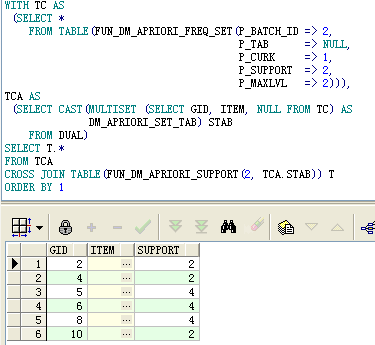 WITH TC AS
(SELECT *
FROM TABLE(FUN_DM_APRIORI_FREQ_SET(P_BATCH_ID => 2,
P_TAB => NULL,
P_CURK => 1,
P_SUPPORT => 2,
P_MAXLVL => 2))),
TCA AS
(SELECT CAST(MULTISET (SELECT GID, ITEM, NULL FROM TC) AS
DM_APRIORI_SET_TAB) STAB
FROM DUAL)
SELECT T.*
FROM TCA
CROSS JOIN TABLE(FUN_DM_APRIORI_SUPPORT(2, TCA.STAB)) T
ORDER BY 1
GID ITEM SUPPORT
1 2 ... 2
2 4 ... 2
3 5 ... 4
4 6 ... 4
5 8 ... 4
6 10 ... 2